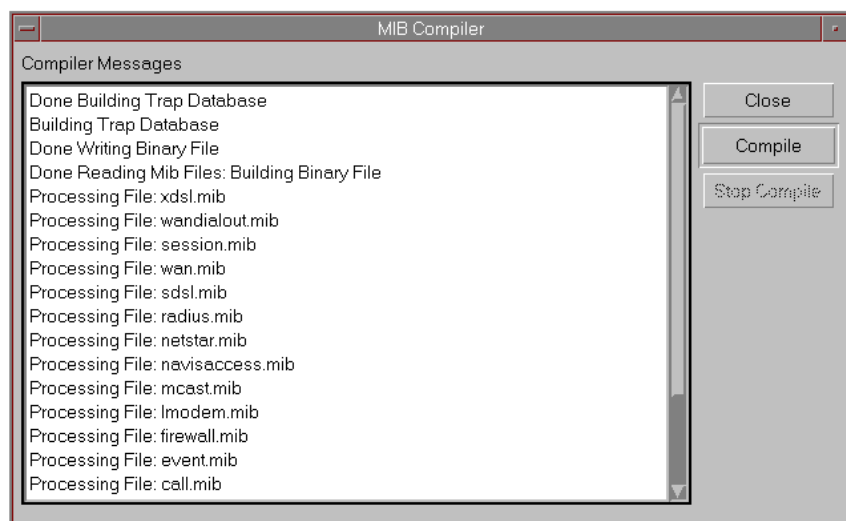 MIB Compiler
Compiler Messages
Done Building Trap Database
Building Trap Database
Done Writing Binary File
Done Reading Mib Files: Building Binary File
Processing File: xdsl.mib
Processing File: wandialout.mib
Processing File: session.mib
Processing File: wan.mib
Processing File: sdsl.mib
Processing File: radius.mib
Processing File: netstar.mib
Processing File: navisaccess.mib
Processing File: mcast.mib
Processing File: lmodem.mib
Processing File: firewall.mib
Processing File: event.mib
Processing File: call.mib
Close
Compile
Stop Compile